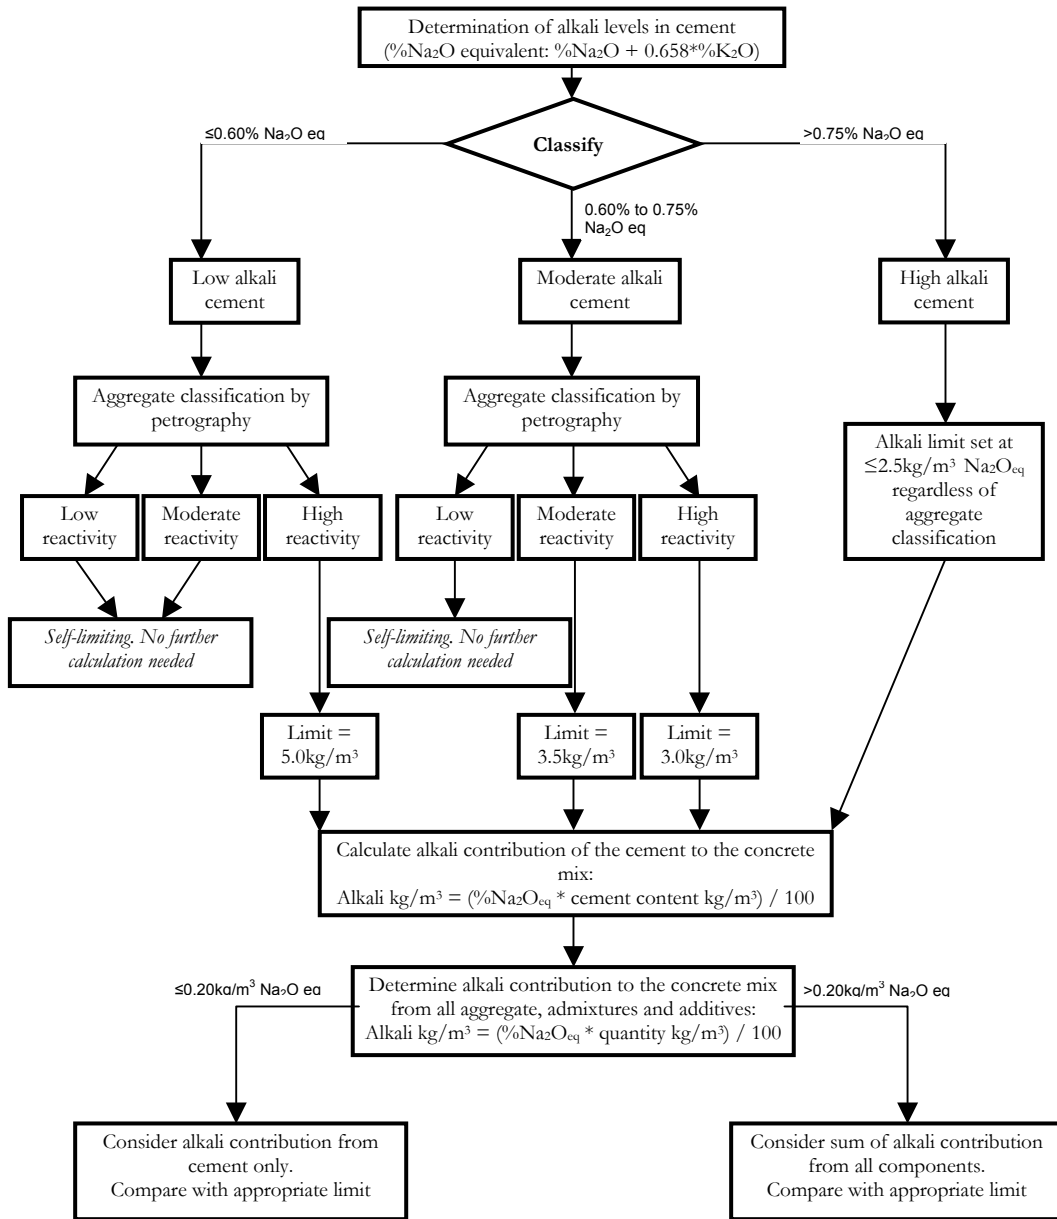 Determination of alkali levels in cement
(%Na₂O equivalent: %Na₂O + 0.658*%K₂O)
≤0.60% Na₂O eq
Classify
>0.75% Na₂O eq
0.60% to 0.75%
Na₂O eq
Low alkali
cement
Moderate alkali
cement
High alkali
cement
Aggregate classification by
petrography
Aggregate classification by
petrography
Alkali limit set at
≤2.5kg/m³ Na₂Oeq
regardless of
aggregate
classification
Low
reactivity
Moderate
reactivity
High
reactivity
Low
reactivity
Moderate
reactivity
High
reactivity
Self-limiting. No further
calculation needed
Self-limiting. No further
calculation needed
Limit =
5.0kg/m³
Limit =
3.5kg/m³
Limit =
3.0kg/m³
Calculate alkali contribution of the cement to the concrete
mix:
Alkali kg/m³ = (%Na₂Oeq * cement content kg/m³) / 100
≤0.20kg/m³ Na₂O eq
Determine alkali contribution to the concrete mix
from all aggregate, admixtures and additives:
Alkali kg/m³ = (%Na₂Oeq * quantity kg/m³) / 100
>0.20kg/m³ Na₂O eq
Consider alkali contribution from
cement only.
Compare with appropriate limit
Consider sum of alkali contribution
from all components.
Compare with appropriate limit